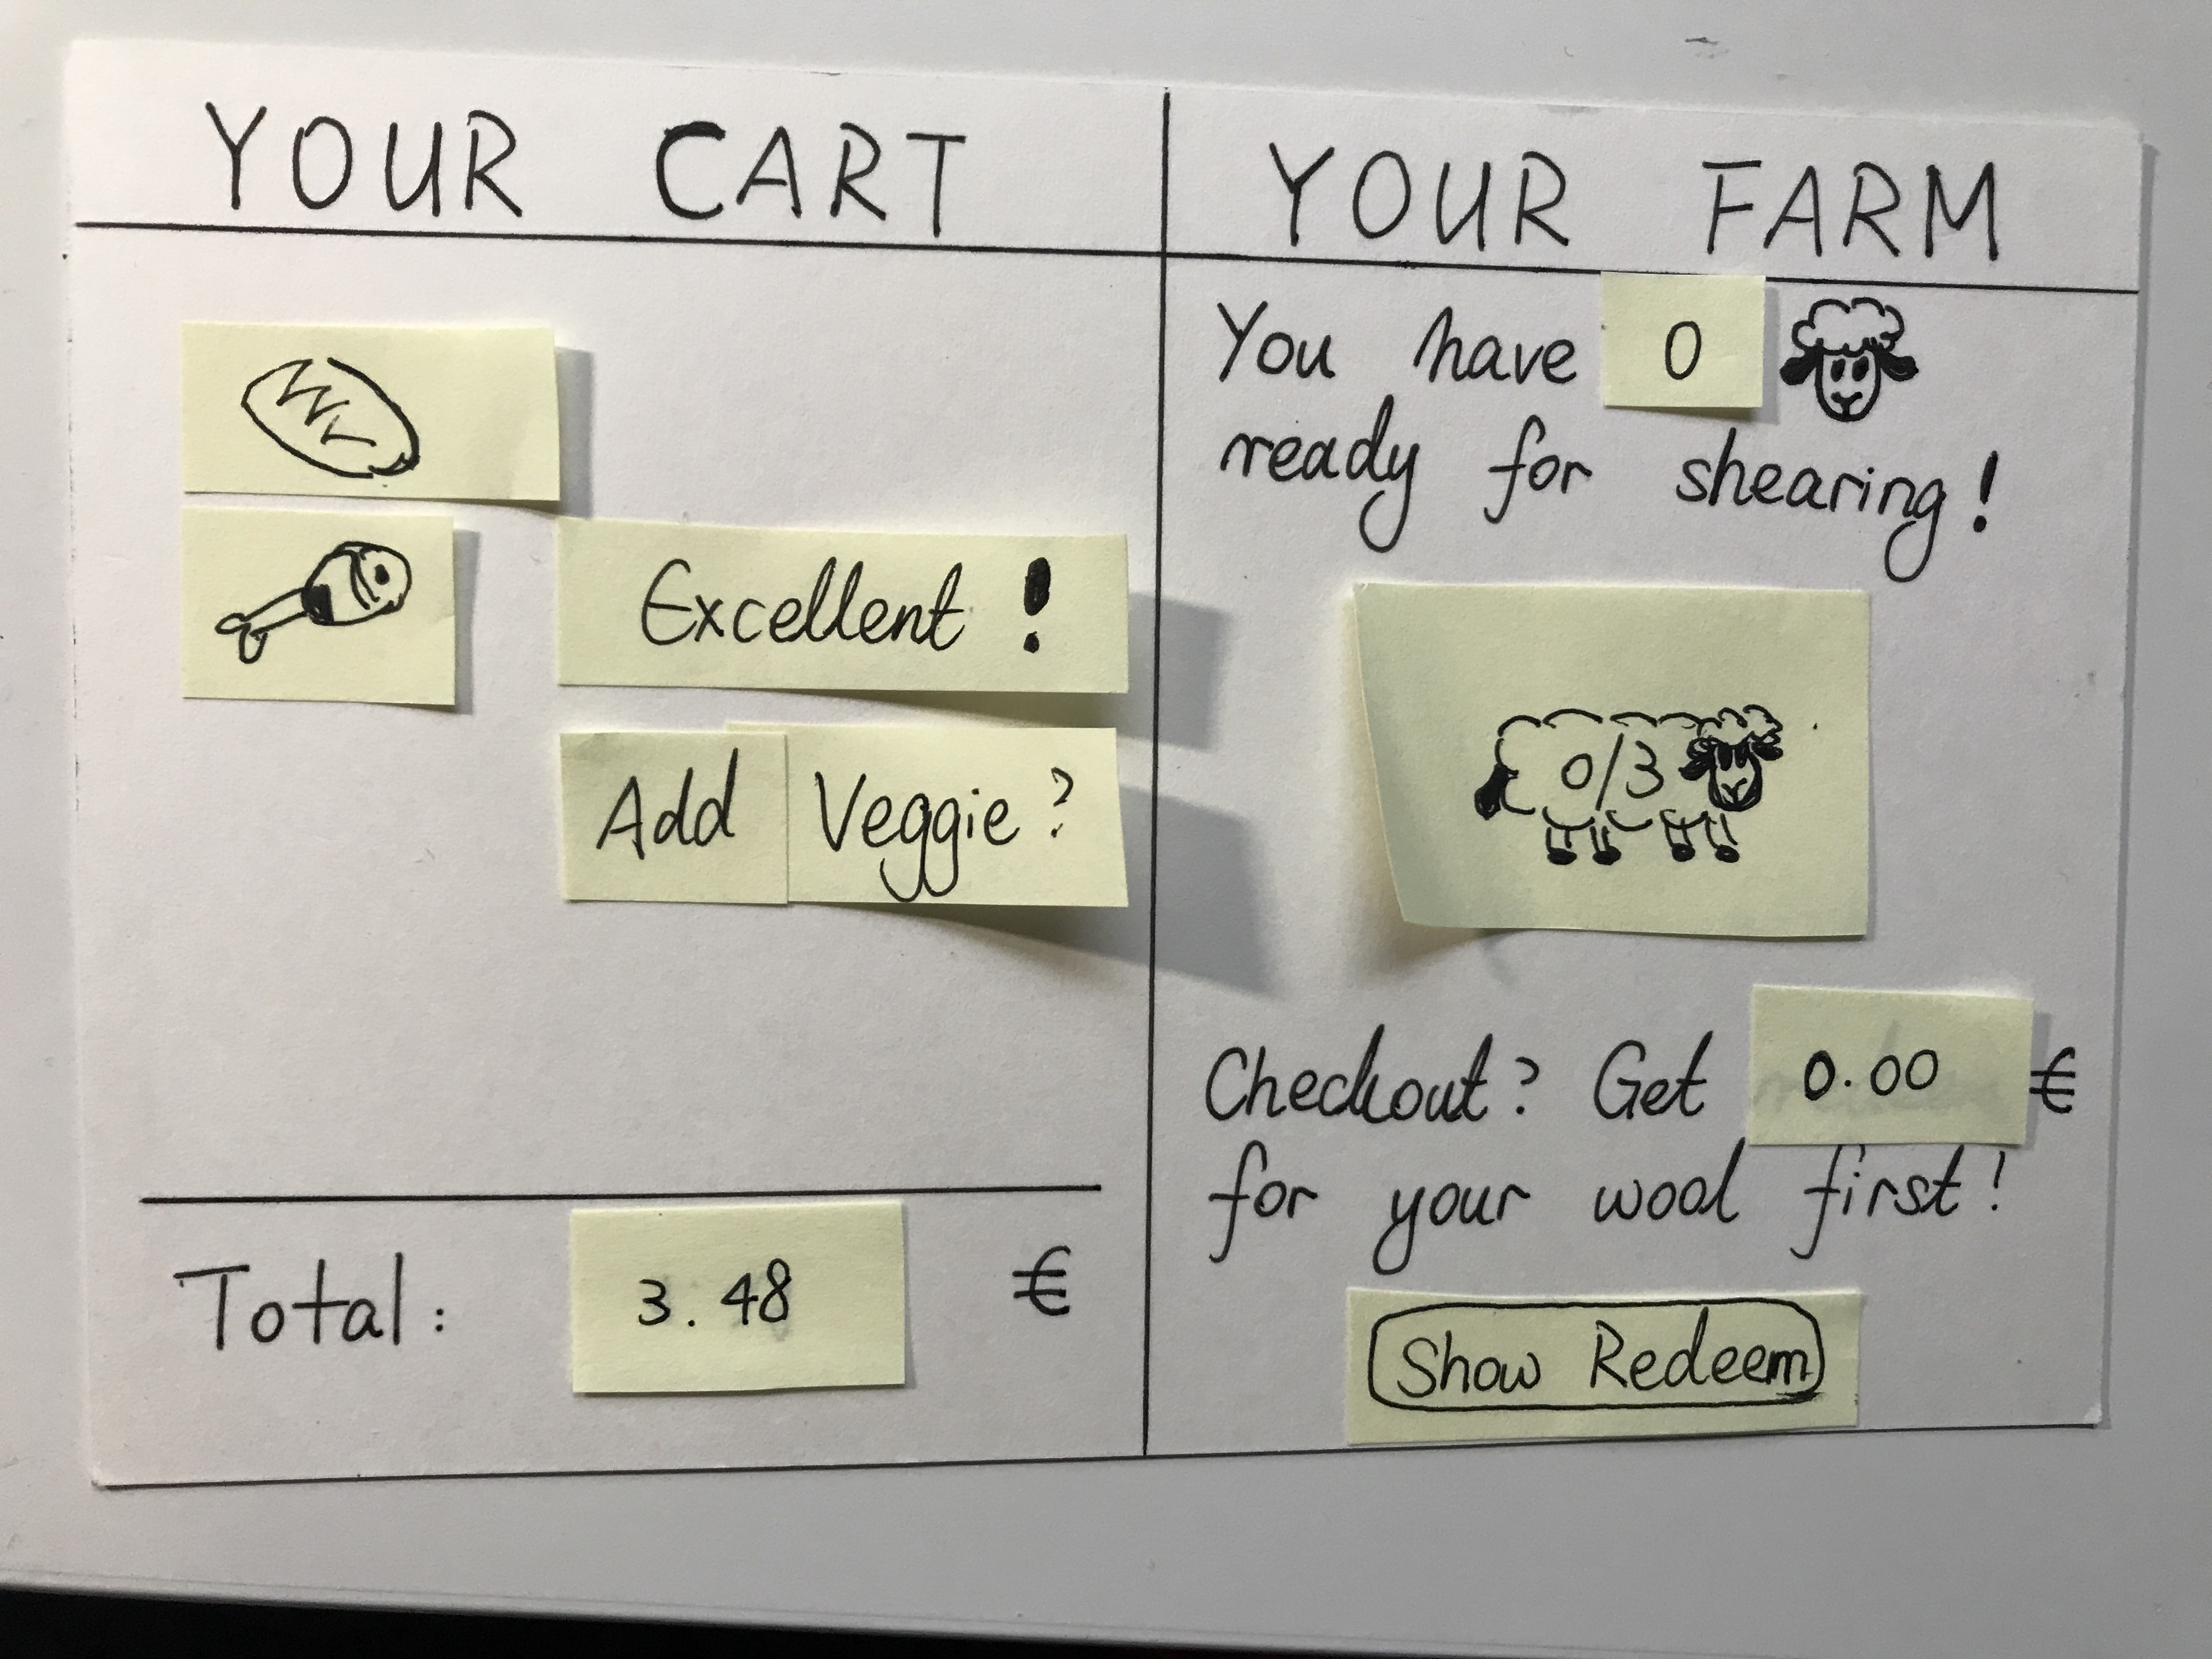 YOUR CART
Excellent!
Add Veggie?
Total: 3.48 €
YOUR FARM
You have 0
ready for shearing!
0/3
Checkout? Get 0.00 €
for your wool first!
Show Redeem